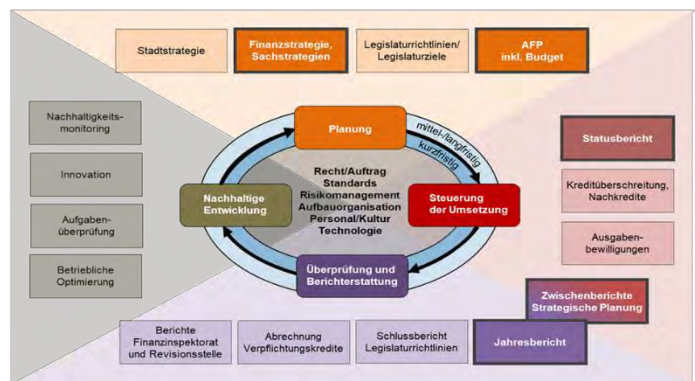 Stadtstrategie
Finanzstrategie,
Sachstrategien
Legislaturrichtlinien/
Legislaturziele
AFP
inkl. Budget
Nachhaltigkeits-
monitoring
Innovation
Aufgaben-
überprüfung
Betriebliche
Optimierung
Planung
mittel-/langfristig
kurzfristig
Recht/Auftrag
Standards
Risikomanagement
Aufbauorganisation
Personal/Kultur
Technologie
Nachhaltige
Entwicklung
Steuerung
der Umsetzung
Überprüfung und
Berichterstattung
Statusbericht
Kreditüberschreitung,
Nachkredite
Ausgaben-
bewilligungen
Zwischenberichte
Strategische Planung
Berichte
Finanzinspektorat
und Revisionsstelle
Abrechnung
Verpflichtungskredite
Schlussbericht
Legislaturrichtlinien
Jahresbericht